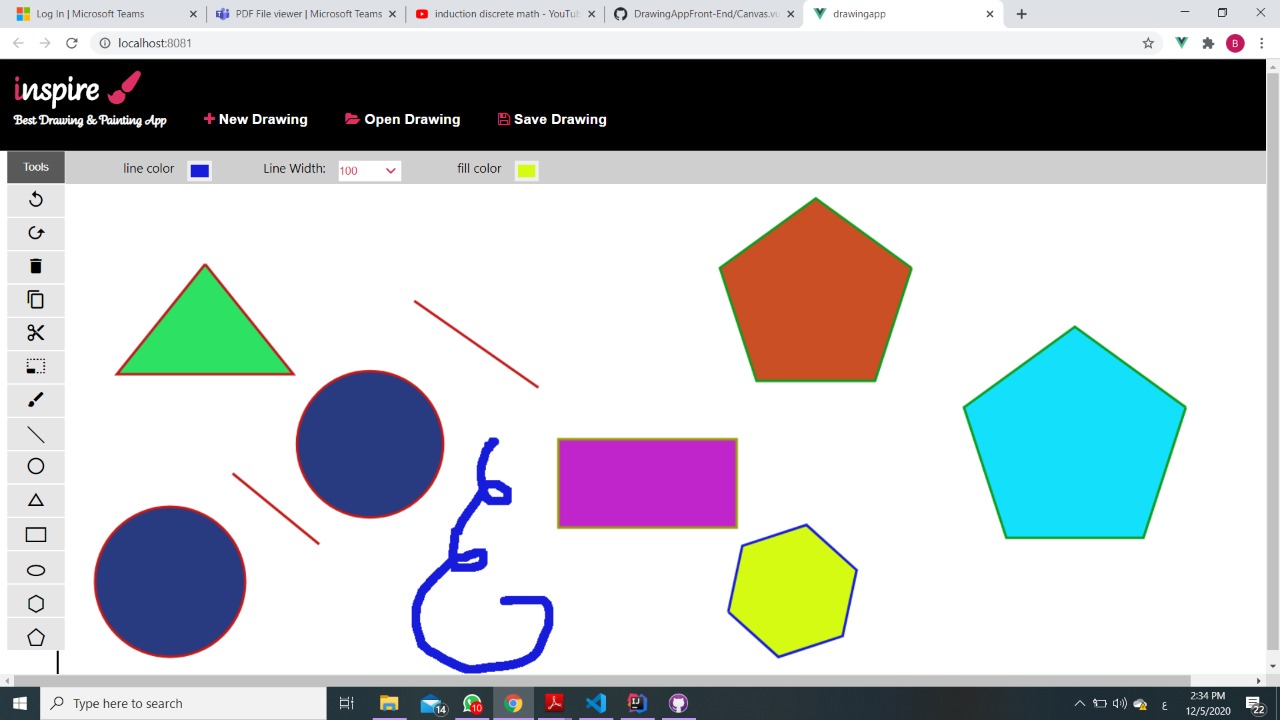 Log In | Microsoft Teams
PDF File viewer | Microsoft Teams
induction discrete math - YouTu
DrawingAppFront-End/Canvas.vu
drawingapp
localhost:8081
B
inspire
Best Drawing & Painting App
New Drawing
Open Drawing
Save Drawing
Tools
line color
Line Width:
100
fill color
Type here to search
14
10
ع
2:34 PM
12/5/2020
22